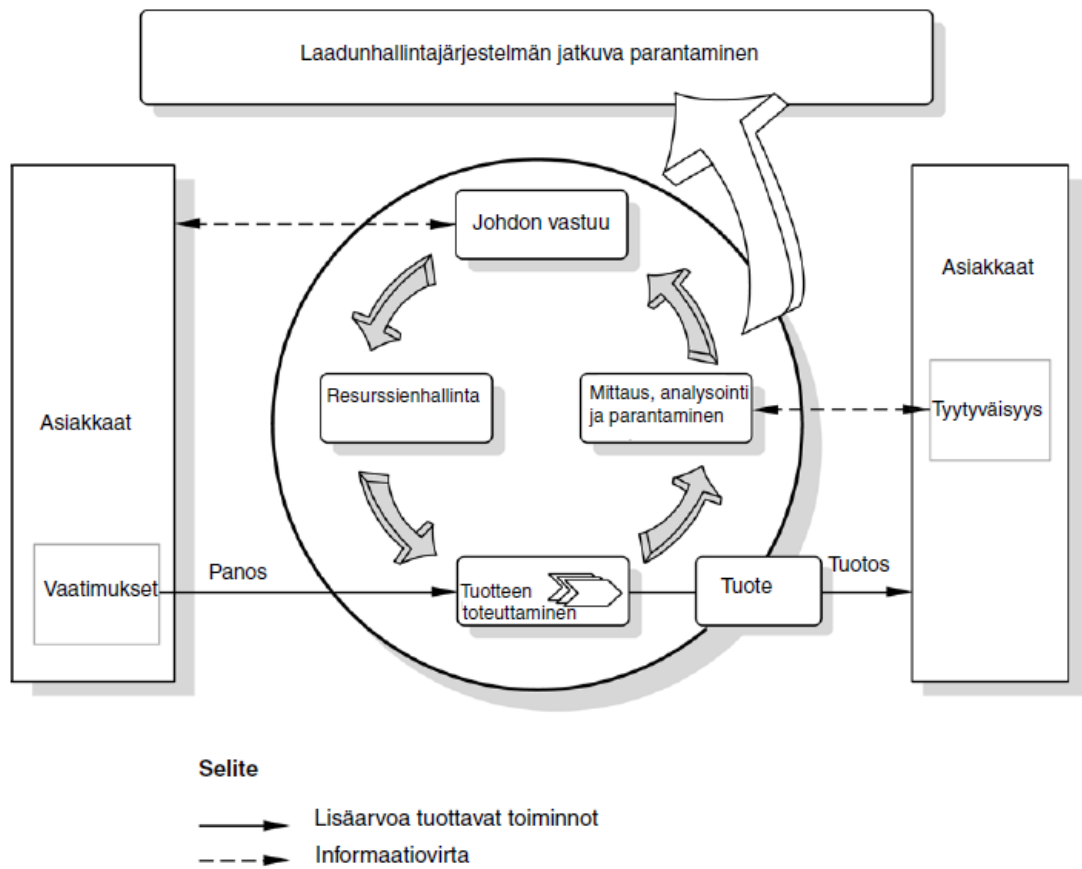 Laadunhallintajärjestelmän jatkuva parantaminen
Johdon vastuu
Asiakkaat
Resurssienhallinta
Mittaus, analysointi
ja parantaminen
Tyytyväisyys
Asiakkaat
Vaatimukset
Panos
Tuotteen
toteuttaminen
Tuote
Tuotos
Selite
Lisäarvoa tuottavat toiminnot
Informaatiovirta